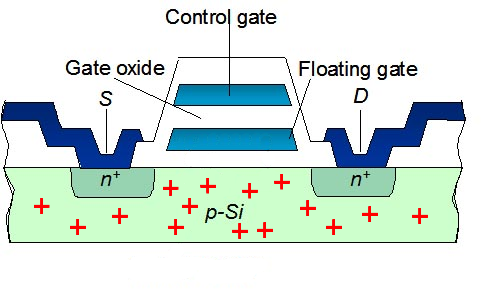 Control gate
Gate oxide
Floating gate
S
D
n+
n+
p-Si